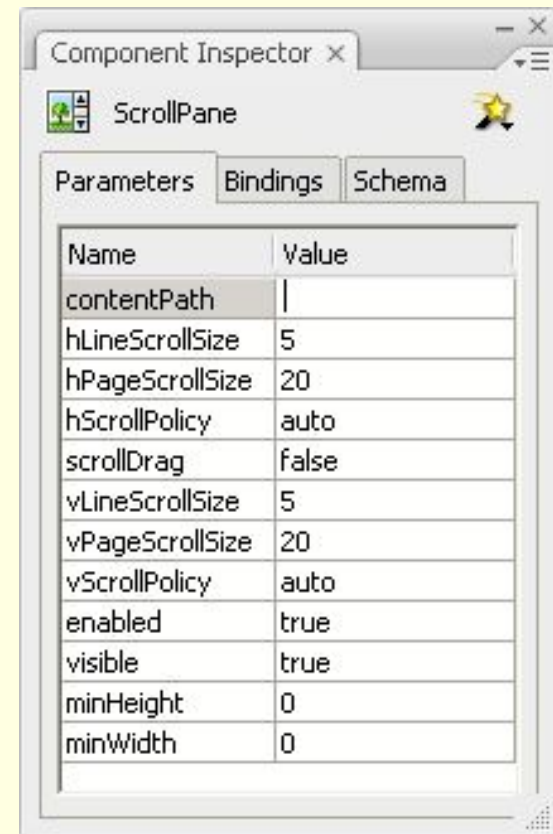 Component Inspector
ScrollPane
Parameters Bindings Schema
Name Value
contentPath
hLineScrollSize 5
hPageScrollSize 20
hScrollPolicy auto
scrollDrag false
vLineScrollSize 5
vPageScrollSize 20
vScrollPolicy auto
enabled true
visible true
minHeight 0
minWidth 0